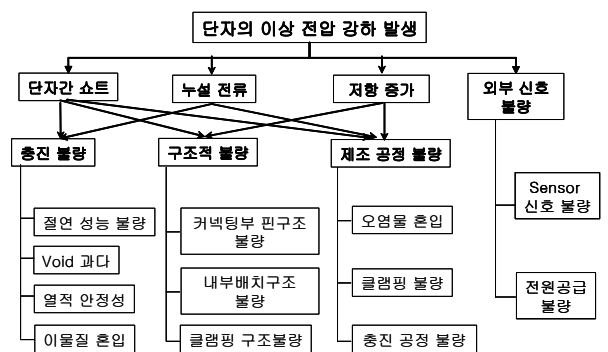 단자의 이상 전압 강하 발생
단자간 쇼트
누설 전류
저항 증가
외부 신호
불량
충진 불량
구조적 불량
제조 공정 불량
절연 성능 불량
Void 과다
열적 안정성
이물질 혼입
커넥팅부 핀구조
불량
내부배치구조
불량
클램핑 구조불량
오염물 혼입
클램핑 불량
충진 공정 불량
Sensor
신호 불량
전원공급
불량